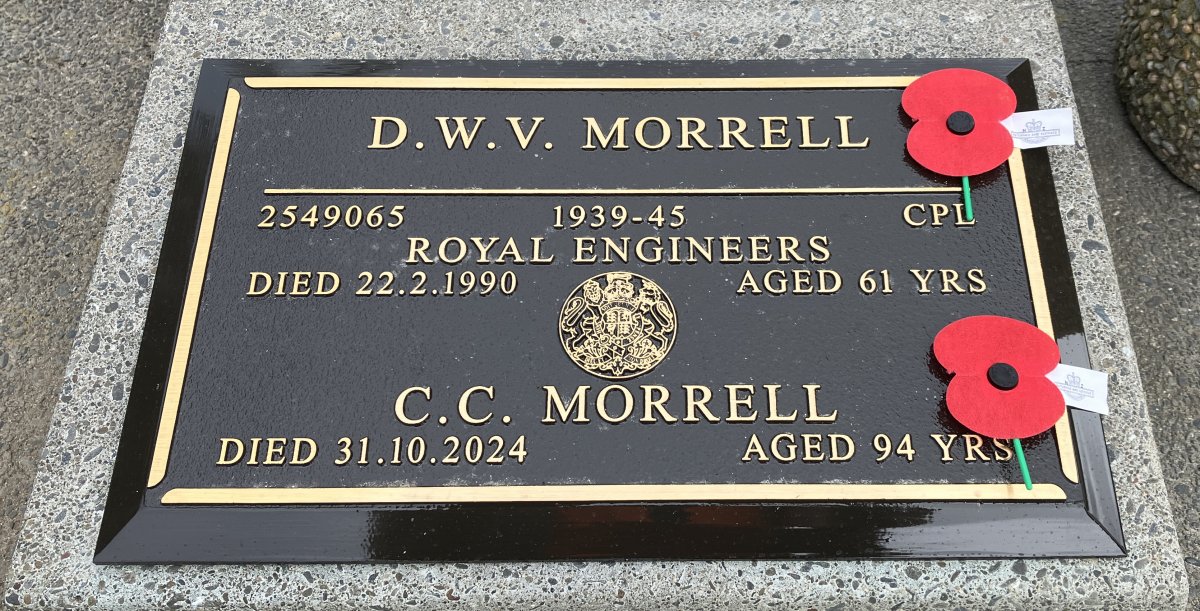 D.W.V. MORRELL
2549065 1939-45 CPL
ROYAL ENGINEERS
DIED 22.2.1990 AGED 61 YRS
C.C. MORRELL
DIED 31.10.2024 AGED 94 YRS